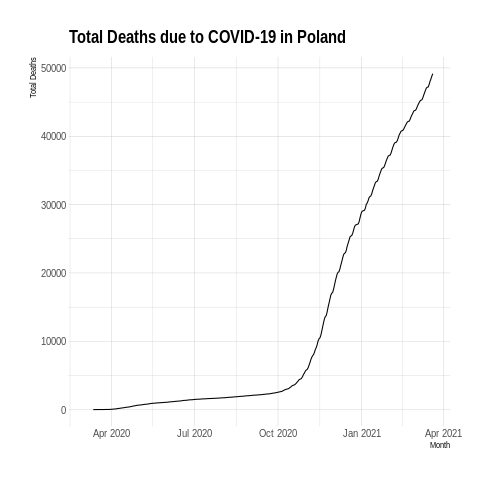 Total Deaths due to COVID-19 in Poland
Total Deaths
50000
40000
30000
20000
10000
0
Apr 2020 Jul 2020 Oct 2020 Jan 2021 Apr 2021
Month